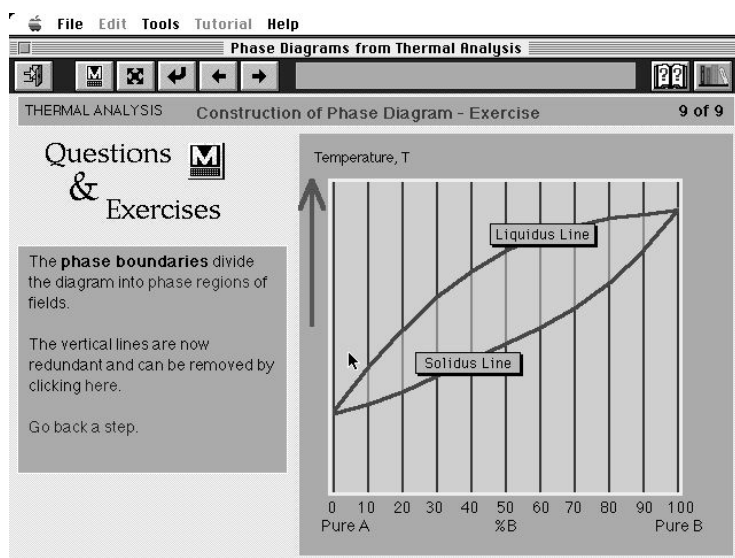 File Edit Tools Tutorial Help
Phase Diagrams from Thermal Analysis
M
??
THERMAL ANALYSIS Construction of Phase Diagram - Exercise 9 of 9
Questions M
&
Exercises
The phase boundaries divide
the diagram into phase regions of
fields.
The vertical lines are now
redundant and can be removed by
clicking here.
Go back a step.
Temperature, T
Liquidus Line
Solidus Line
0 10 20 30 40 50 60 70 80 90 100
Pure A %B Pure B